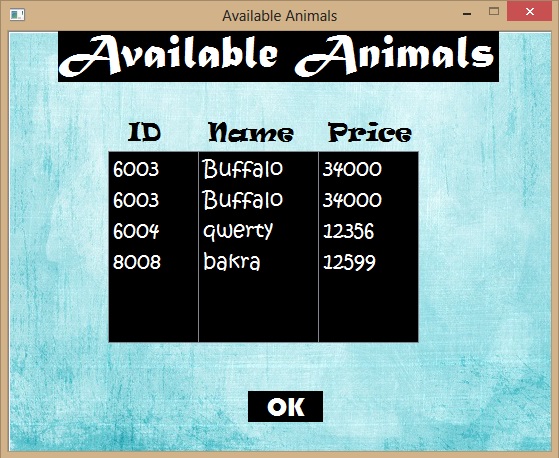 Available Animals
Available Animals
ID Name Price
6003 Buffalo 34000
6003 Buffalo 34000
6004 qwerty 12356
8008 bakra 12599
OK